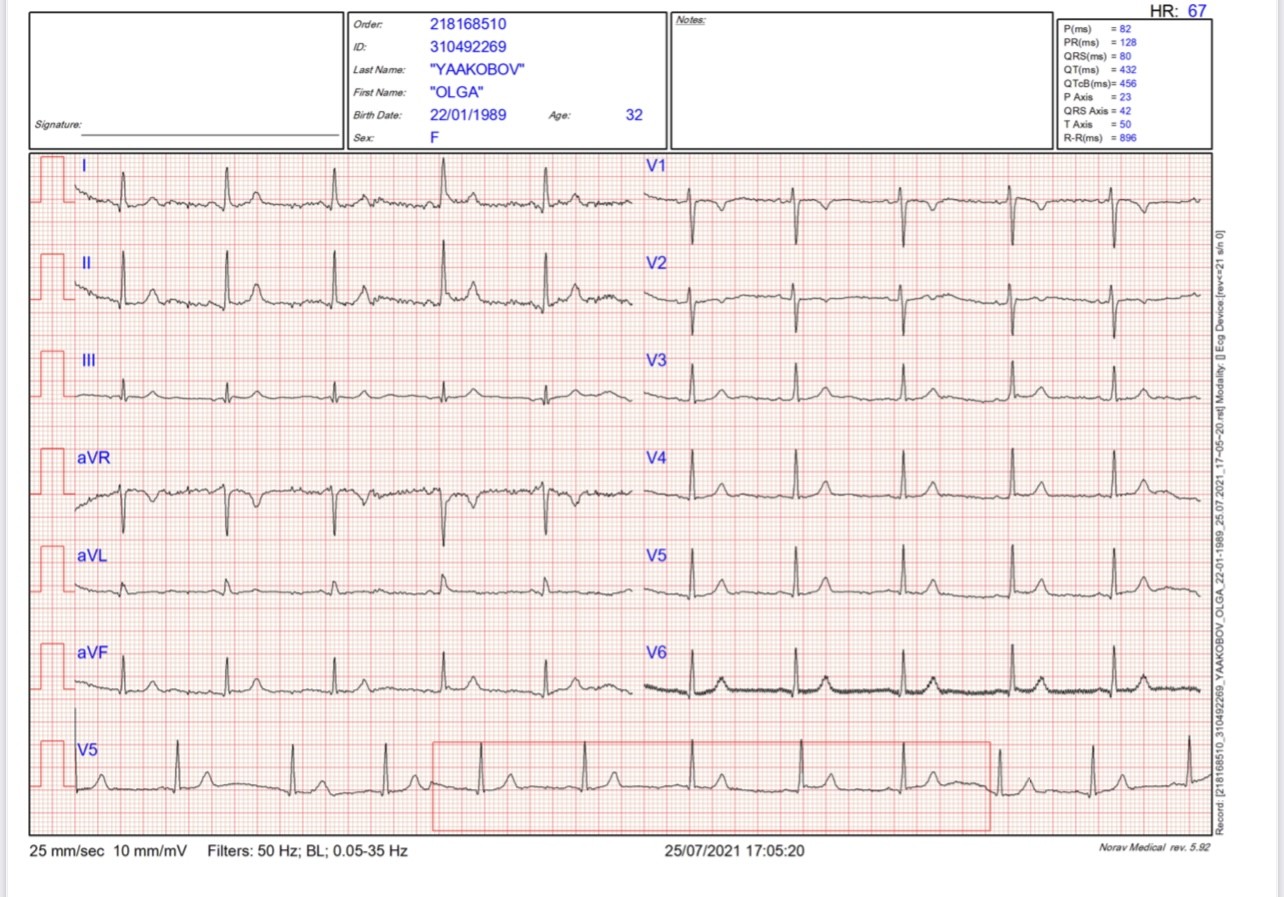 HR: 67
Signature:
Order: 218168510
ID: 310492269
Last Name: "YAAKOBOV"
First Name: "OLGA"
Birth Date: 22/01/1989 Age: 32
Sex: F
Notes:
P(ms) = 82
PR(ms) = 128
QRS(ms) = 80
QT(ms) = 432
QTcB(ms)= 456
P Axis = 23
QRS Axis = 42
T Axis = 50
R-R(ms) = 896
I
V1
II
V2
III
V3
aVR
V4
aVL
V5
aVF
V6
V5
Record: [218168510_310492269_YAAKOBOV_OLGA_22-01-1989_25.07.2021_17-05-20.rst] Modality: [] Ecg Device:[rev<=21 s/n 0]
25 mm/sec 10 mm/mV Filters: 50 Hz; BL; 0.05-35 Hz
25/07/2021 17:05:20
Norav Medical rev. 5.92